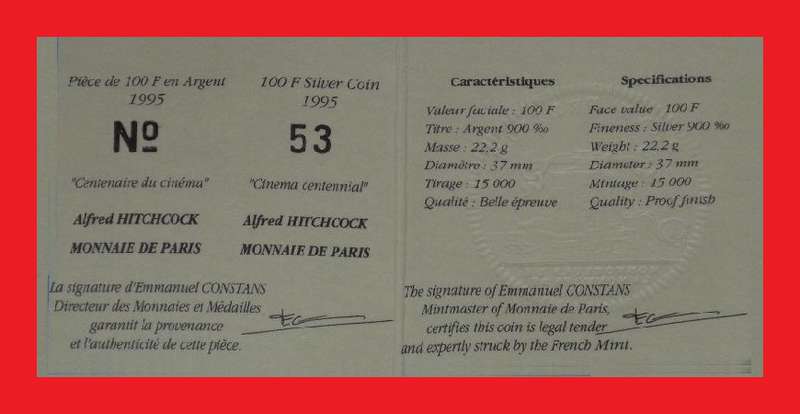 Pièce de 100 F en Argent
1995
100 F Silver Coin
1995
Nº
53
"Centenaire du cinéma"
"Cinema centennial"
Alfred HITCHCOCK
Alfred HITCHCOCK
MONNAIE DE PARIS
MONNAIE DE PARIS
La signature d'Emmanuel CONSTANS
Directeur des Monnaies et Médailles
garantit la provenance
et l'authenticité de cette pièce.
Caractéristiques
Valeur faciale : 100 F
Titre : Argent 900 ‰
Masse : 22,2 g
Diamètre : 37 mm
Tirage : 15 000
Qualité : Belle épreuve
Specifications
Face value : 100 F
Fineness : Silver 900 ‰
Weight : 22,2 g
Diameter : 37 mm
Mintage : 15 000
Quality : Proof finish
The signature of Emmanuel CONSTANS
Mintmaster of Monnaie de Paris,
certifies this coin is legal tender
and expertly struck by the French Mint.